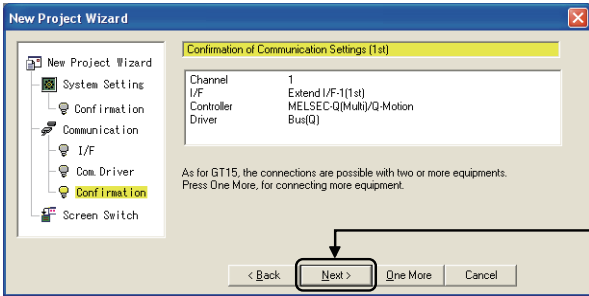 New Project Wizard
New Project Wizard
System Setting
Confirmation
Communication
I/F
Com. Driver
Confirmation
Screen Switch
Confirmation of Communication Settings (1st)
Channel 1
I/F Extend I/F-1(1st)
Controller MELSEC-Q(Multi)/Q-Motion
Driver Bus(Q)
As for GT15, the connections are possible with two or more equipments.
Press One More, for connecting more equipment.
< Back Next > One More Cancel